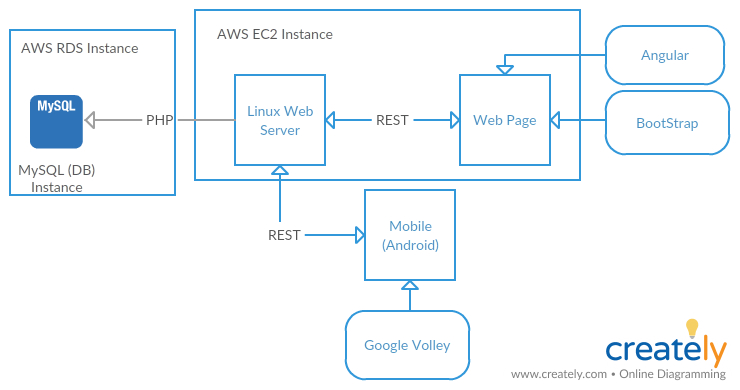 AWS RDS Instance
MySQL
MySQL (DB)
Instance
PHP
AWS EC2 Instance
Linux Web
Server
REST
Web Page
Angular
BootStrap
REST
Mobile
(Android)
Google Volley
creately
www.creately.com • Online Diagramming